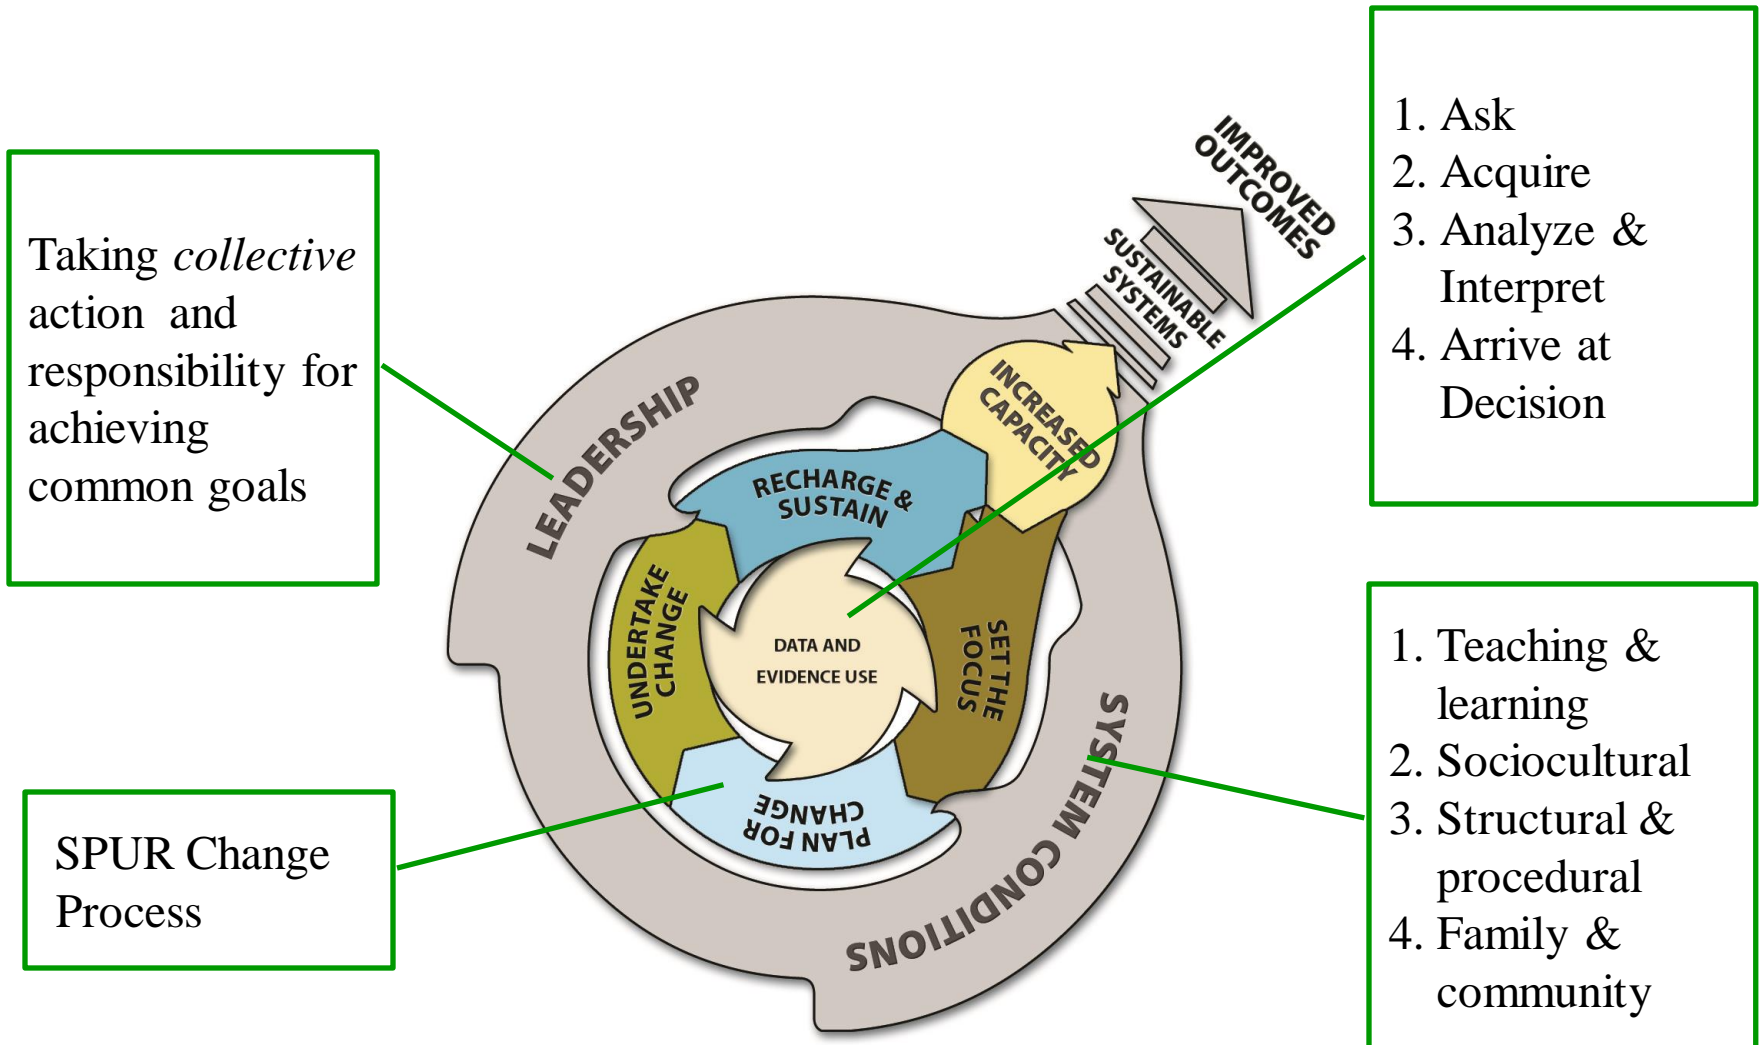 Taking collective
action and
responsibility for
achieving
common goals
SPUR Change
Process
LEADERSHIP
SYSTEM CONDITIONS
RECHARGE &
SUSTAIN
SET THE
FOCUS
PLAN FOR
CHANGE
UNDERTAKE
CHANGE
DATA AND
EVIDENCE USE
INCREASED
CAPACITY
SUSTAINABLE
SYSTEMS
IMPROVED
OUTCOMES
1. Ask
2. Acquire
3. Analyze &
Interpret
4. Arrive at
Decision
1. Teaching &
learning
2. Sociocultural
3. Structural &
procedural
4. Family &
community